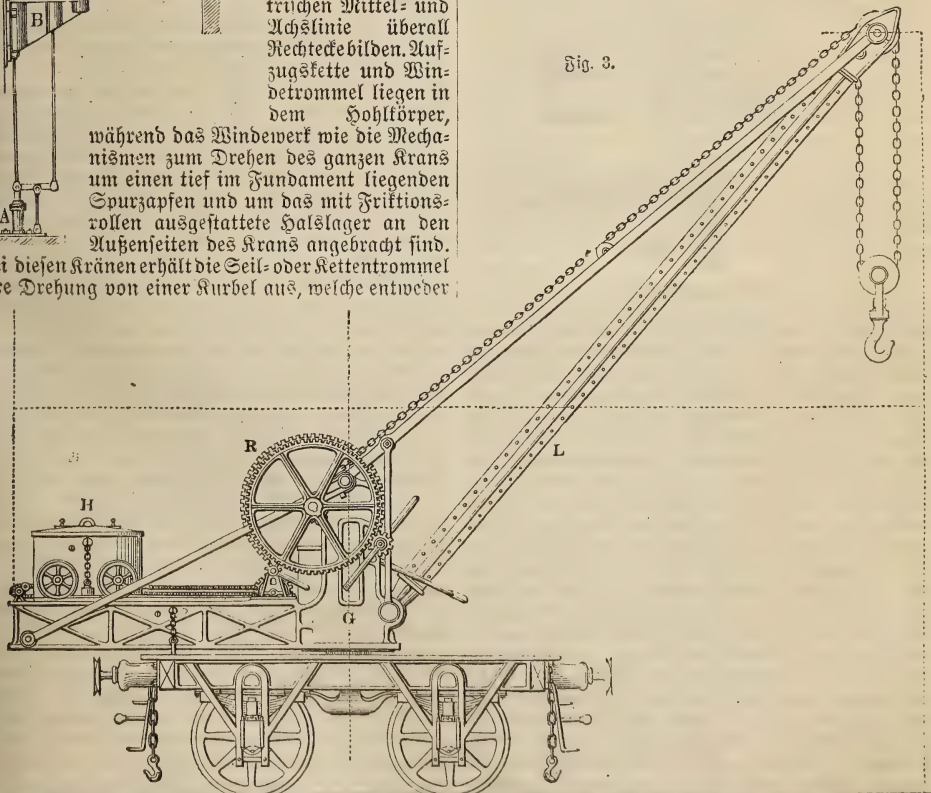 B
trischen Mittel- und
Achslinie überall
Rechtecke bilden. Auf-
zugskette und Win-
detrommel liegen in
dem Hohlkörper,
während das Windewerk wie die Mecha-
nismen zum Drehen des ganzen Krans
um einen tief im Fundament liegenden
Spurzapfen und um das mit Friktions-
rollen ausgestattete Halslager an den
Außenseiten des Krans angebracht sind.
i diesen Kränen erhält die Seil- oder Kettentrommel
re Drehung von einer Kurbel aus, welche entweder
A
Fig. 3.
R
L
H
G